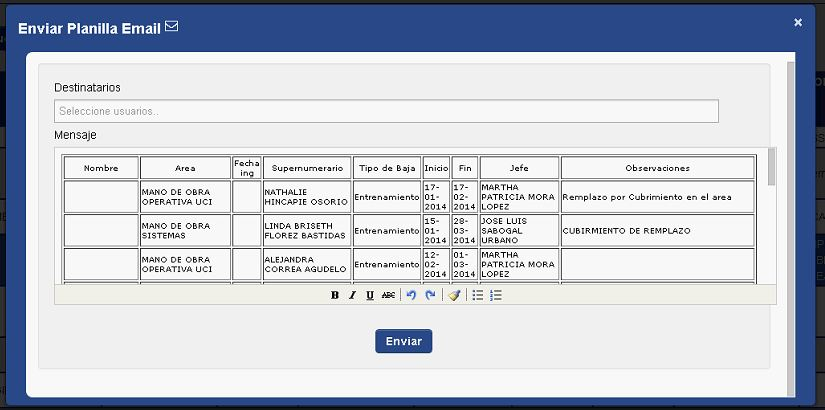 Enviar Planilla Email
×
Destinatarios
Seleccione usuarios..
Mensaje
Nombre Area Fecha ing Supernumerario Tipo de Baja Inicio Fin Jefe Observaciones
MANO DE OBRA OPERATIVA UCI NATHALIE HINCAPIE OSORIO Entrenamiento 17-01-2014 17-02-2014 MARTHA PATRICIA MORA LOPEZ Remplazo por Cubrimiento en el area
MANO DE OBRA SISTEMAS LINDA BRISETH FLOREZ BASTIDAS Entrenamiento 15-01-2014 28-03-2014 JOSE LUIS SABOGAL URBANO CUBIRMIENTO DE REMPLAZO
MANO DE OBRA OPERATIVA UCI ALEJANDRA CORREA AGUDELO Entrenamiento 12-02-2014 01-03-2014 MARTHA PATRICIA MORA LOPEZ
B I U ABC
Enviar